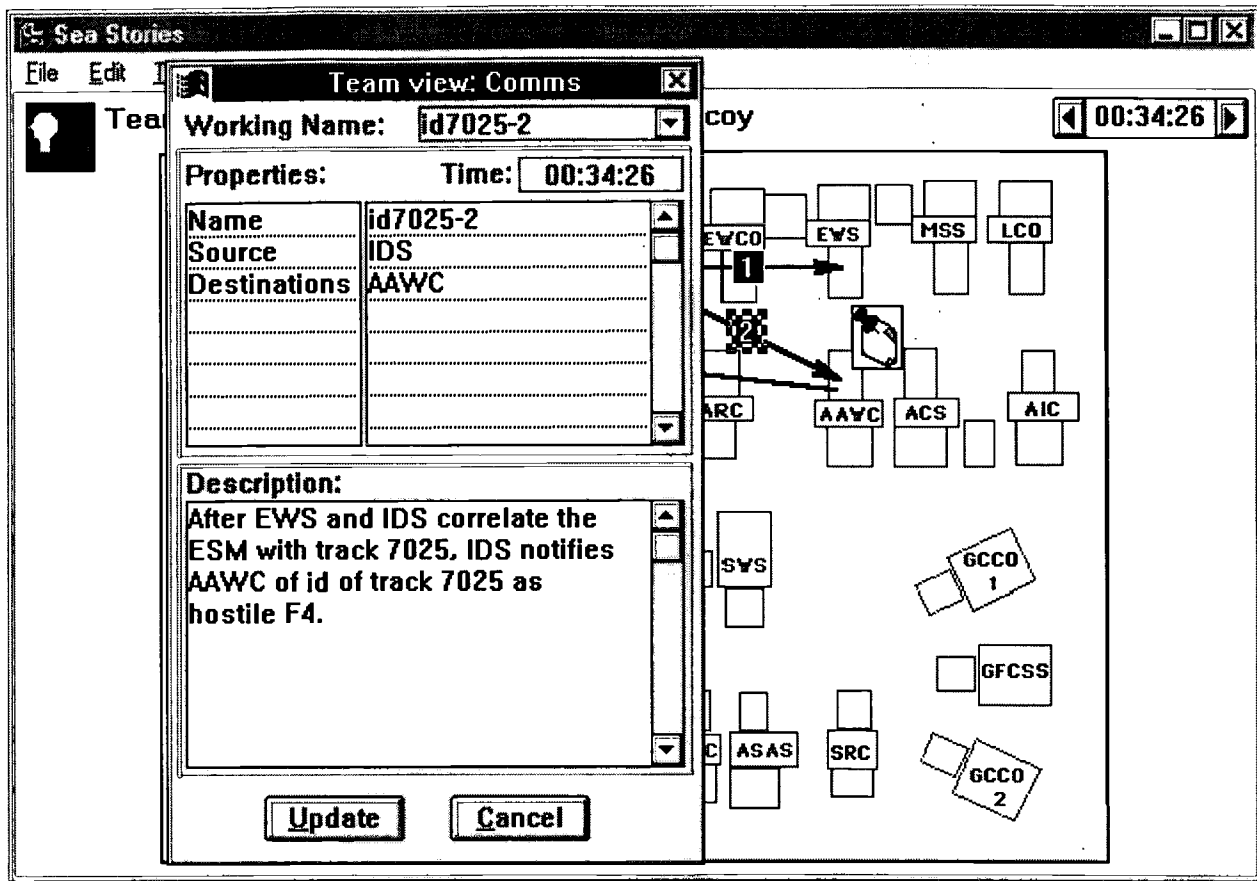 Sea Stories
File Edit
Team view: Comms
Working Name: id7025-2
Tea
coy
00:34:26
Properties: Time: 00:34:26
Name id7025-2
Source IDS
Destinations AAWC
Description:
After EWS and IDS correlate the
ESM with track 7025, IDS notifies
AAWC of id of track 7025 as
hostile F4.
Update Cancel
EWCO EWS MSS LCO
1
2
ARC AAWC ACS AIC
SWS GCCO
1
GFCSS
C ASAS SRC GCCO
2